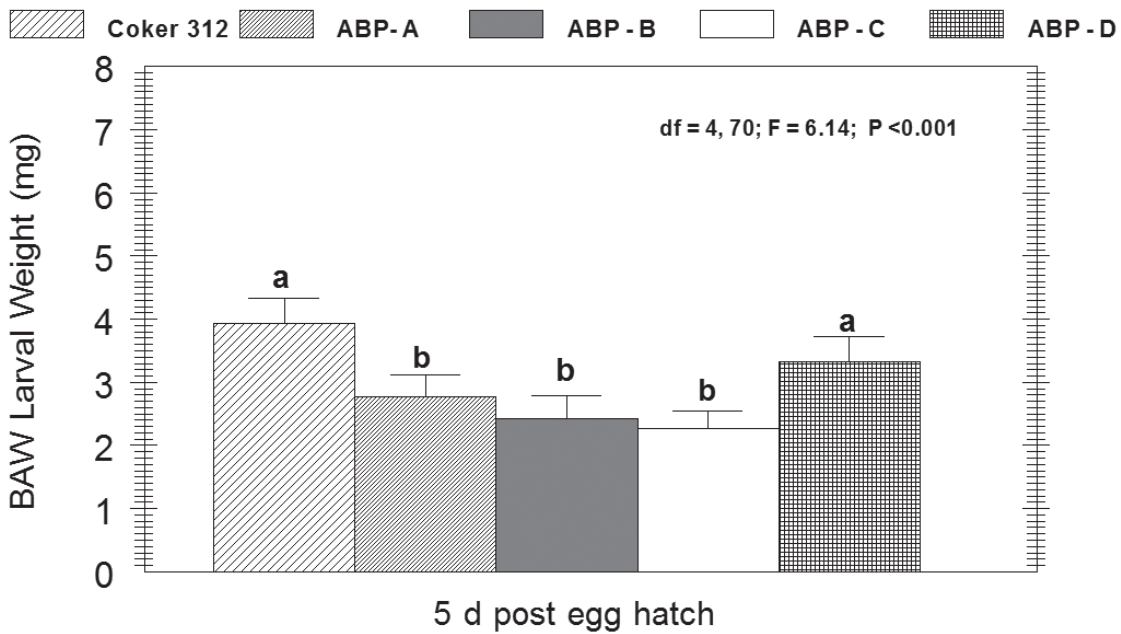 Coker 312 ABP- A ABP - B ABP - C ABP - D
8
df = 4, 70; F = 6.14; P <0.001
7
6
5
4
3
2
1
0
BAW Larval Weight (mg)
a
b
b
b
a
5 d post egg hatch